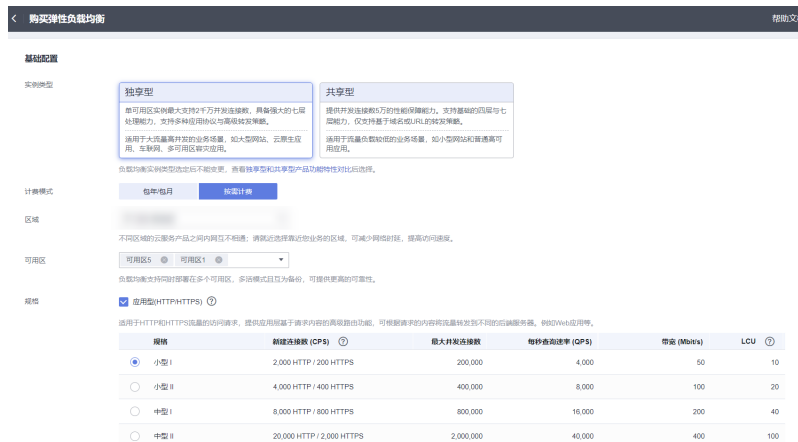 购买弹性负载均衡
帮助文
基础配置
实例类型
独享型
单可用区实例最大支持2千万并发连接数，具备强大的七层
处理能力、支持多种应用协议与高级转发策略。
适用于大流量高并发的业务场景，如大型网站、云原生应
用、车联网、多可用区容灾应用。
共享型
提供并发连接数5万的性能保障能力。支持基础的四层与七
层能力，仅支持基于域名或URL的转发策略。
适用于流量负载较低的业务场景，如小型网站和普通高可
用应用。
负载均衡实例类型选定后不能变更，查看独享型和共享型产品功能特性对比后选择。
计费模式
包年/包月
按需计费
区域
不同区域的云服务产品之间内网互不相通；请就近选择靠近您业务的区域，可减少网络时延，提高访问速度。
可用区
可用区5
可用区1
负载均衡支持同时部署在多个可用区，多活模式且互为备份，可提供更高的可靠性。
规格
应用型(HTTP/HTTPS)
适用于HTTP和HTTPS流量的访问请求，提供应用层基于请求内容的高级路由功能，可根据请求的内容将流量转发到不同的后端服务器。例如Web应用等。
规格 新建连接数 (CPS) 最大并发连接数 每秒查询速率 (QPS) 带宽 (Mbit/s) LCU
小型 I 2,000 HTTP / 200 HTTPS 200,000 4,000 50 10
小型 II 4,000 HTTP / 400 HTTPS 400,000 8,000 100 20
中型 I 8,000 HTTP / 800 HTTPS 800,000 16,000 200 40
中型 II 20,000 HTTP / 2,000 HTTPS 2,000,000 40,000 400 100